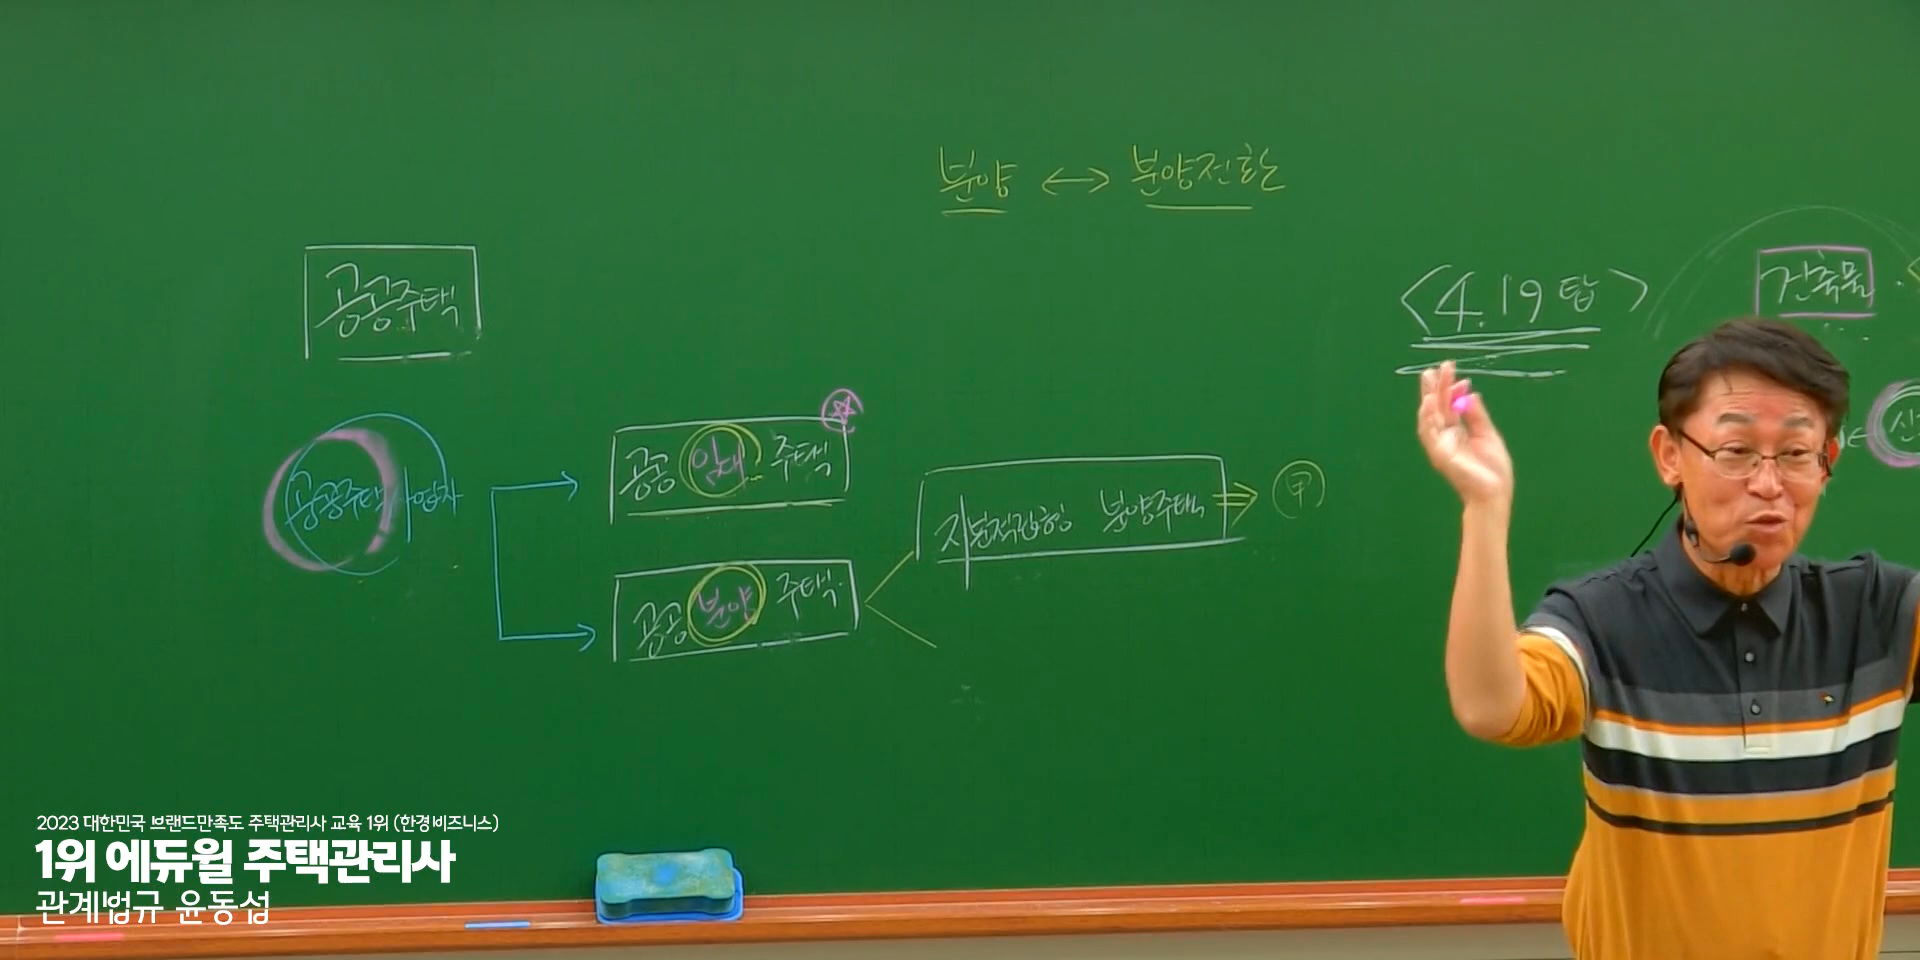 분양 ↔ 분양전환
공공주택
<4.19탑>
건축물
공공주택사업자
공공임대주택
공공분양주택
지분적립형 분양주택
甲
2023 대한민국 브랜드만족도 주택관리사 교육 1위 (한경비즈니스)
1위 에듀윌 주택관리사
관계법규 윤동섭